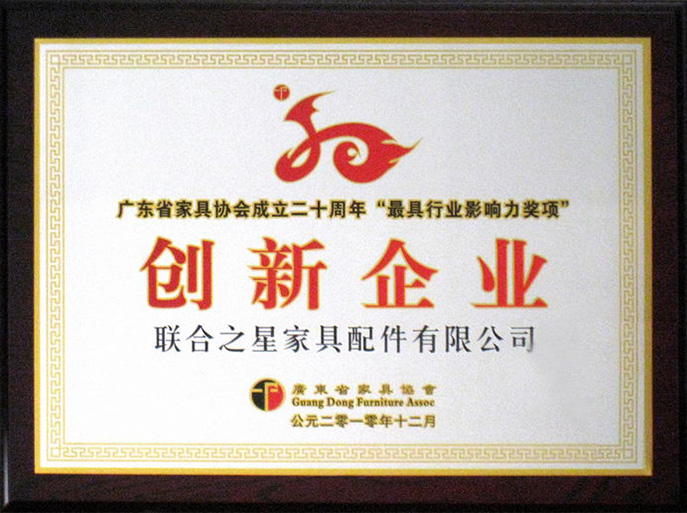 广东省家具协会成立二十周年“最具行业影响力奖项”
创新企业
联合之星家具配件有限公司
廣東省家具協會
Guang Dong Furniture Assoc
公元二零一零年十二月